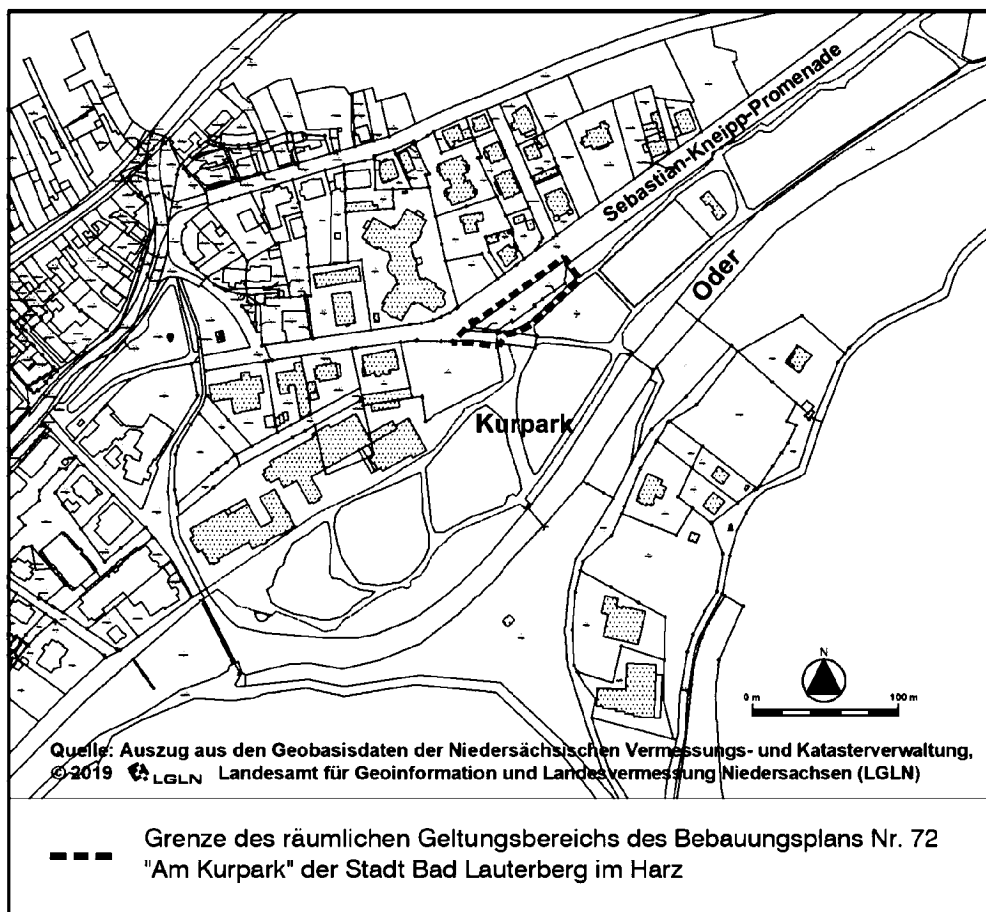 Sebastian-Kneipp-Promenade
Oder
Kurpark
N
0 m 100 m
Quelle: Auszug aus den Geobasisdaten der Niedersächsischen Vermessungs- und Katasterverwaltung,
© 2019 LGLN Landesamt für Geoinformation und Landesvermessung Niedersachsen (LGLN)
Grenze des räumlichen Geltungsbereichs des Bebauungsplans Nr. 72
"Am Kurpark" der Stadt Bad Lauterberg im Harz